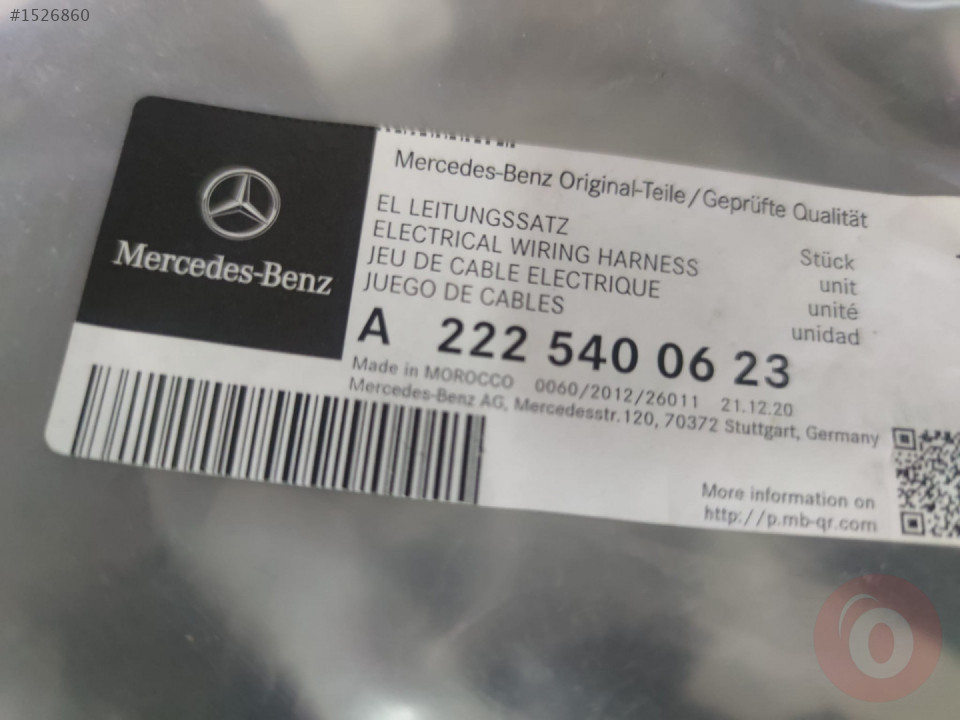 #1526860
Mercedes-Benz
Mercedes-Benz Original-Teile/Geprüfte Qualität
EL LEITUNGSSATZ
ELECTRICAL WIRING HARNESS
JEU DE CABLE ELECTRIQUE
JUEGO DE CABLES
Stück
unit
unité
unidad
A 222 540 06 23
Made in MOROCCO 0060/2012/26011 21.12.20
Mercedes-Benz AG, Mercedesstr.120, 70372 Stuttgart, Germany
More information on
http://p.mb-qr.com